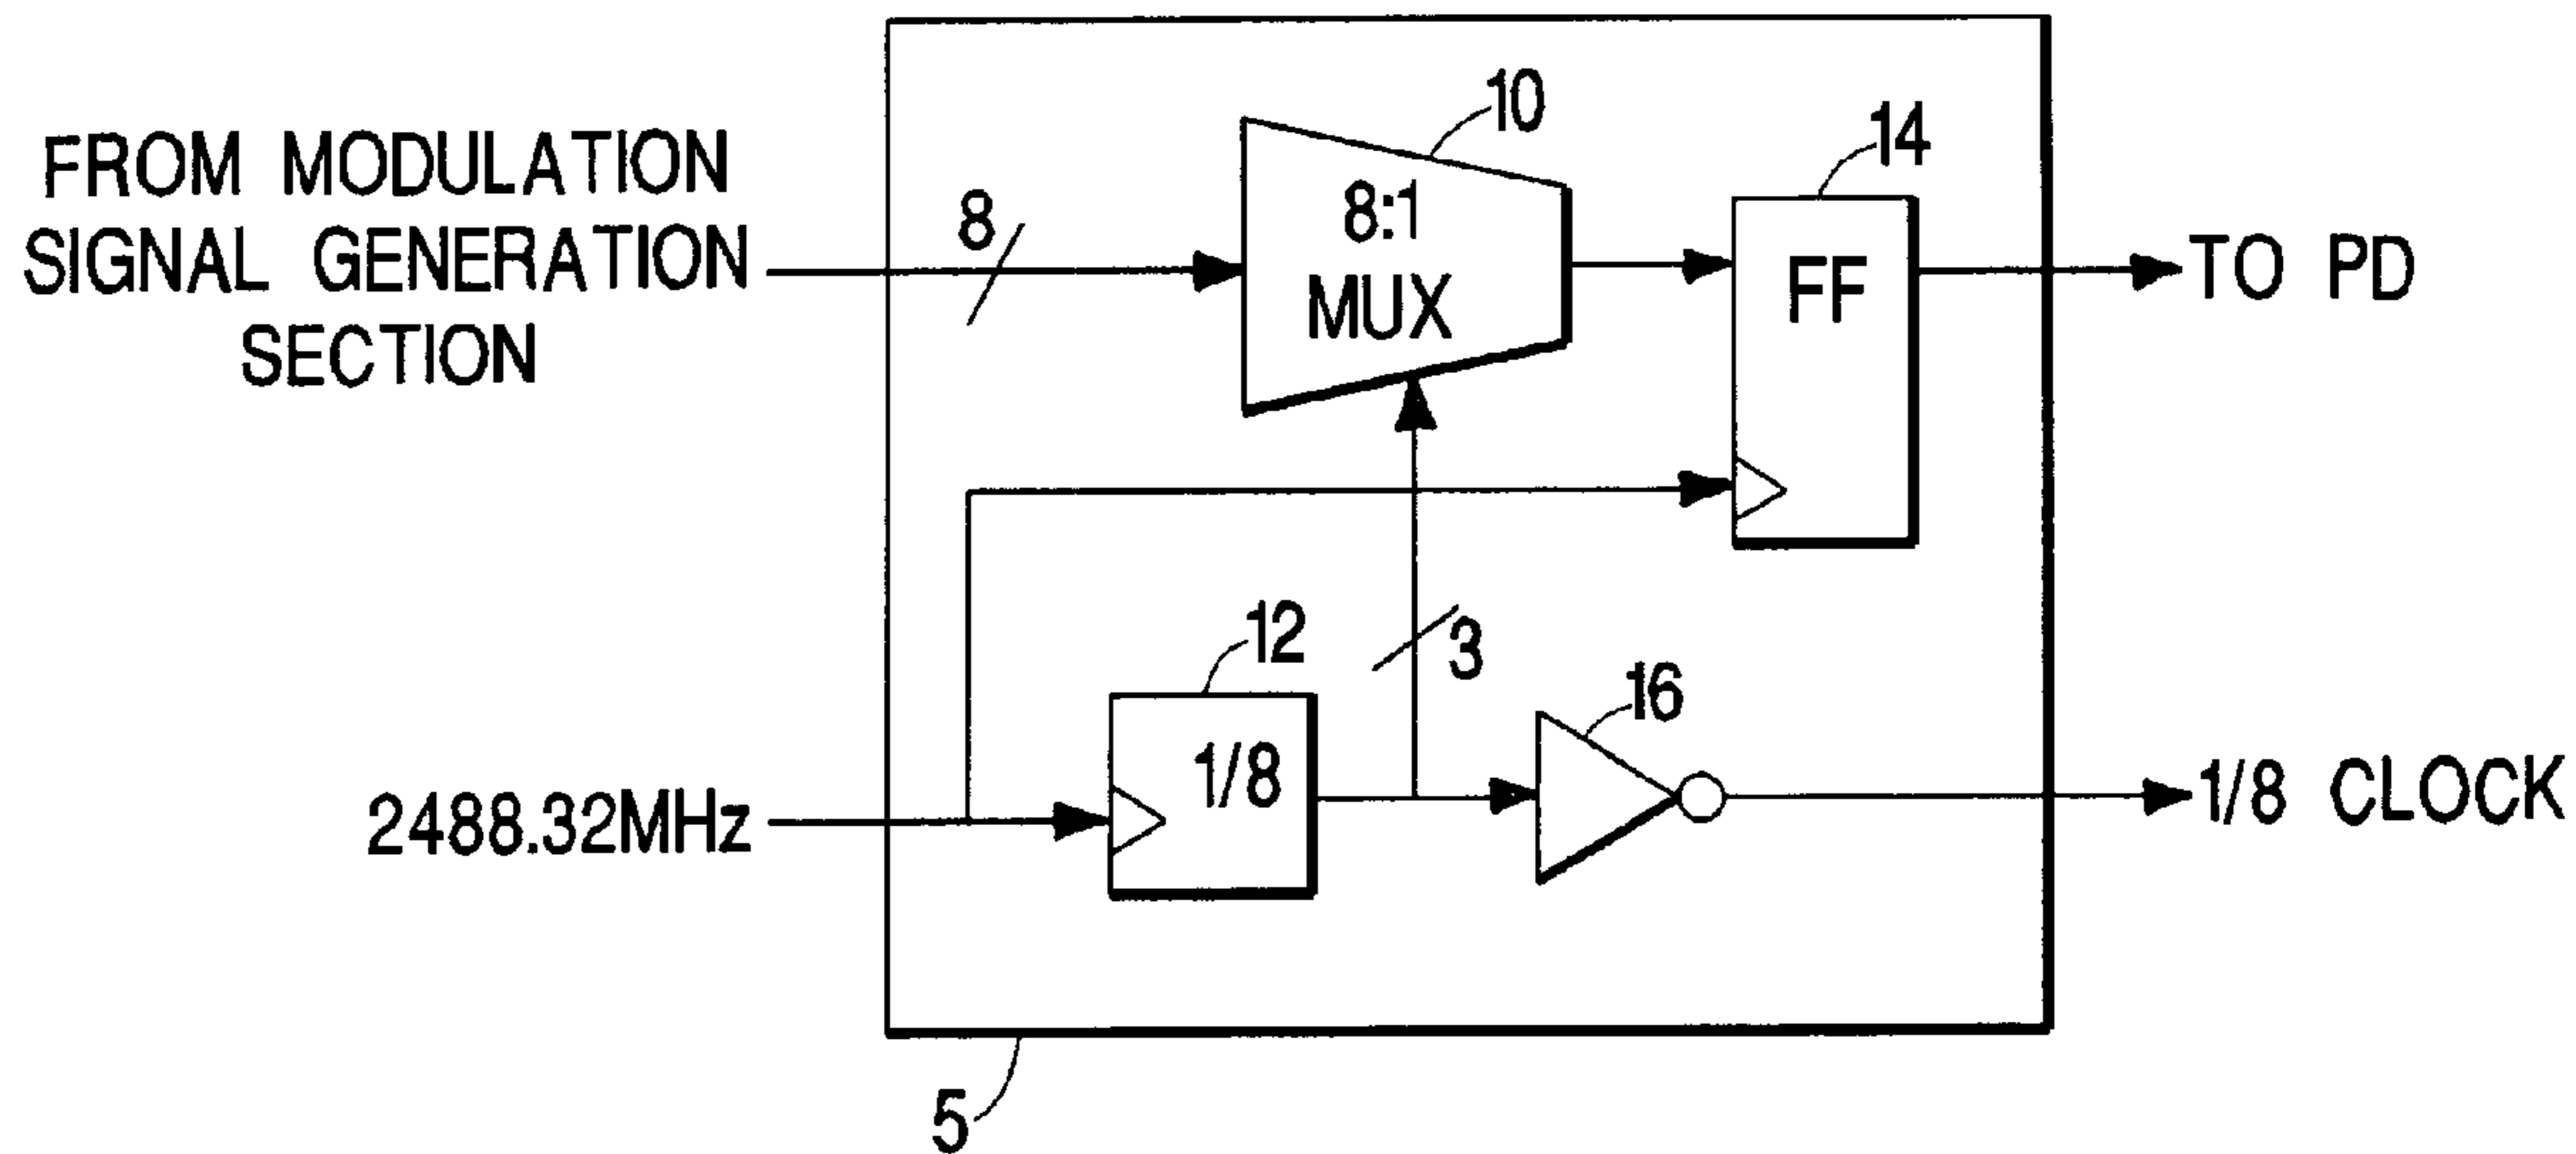 FROM MODULATION
SIGNAL GENERATION
SECTION
8
10
8:1
MUX
14
FF
TO PD
3
12
1/8
16
2488.32MHz
1/8 CLOCK
5